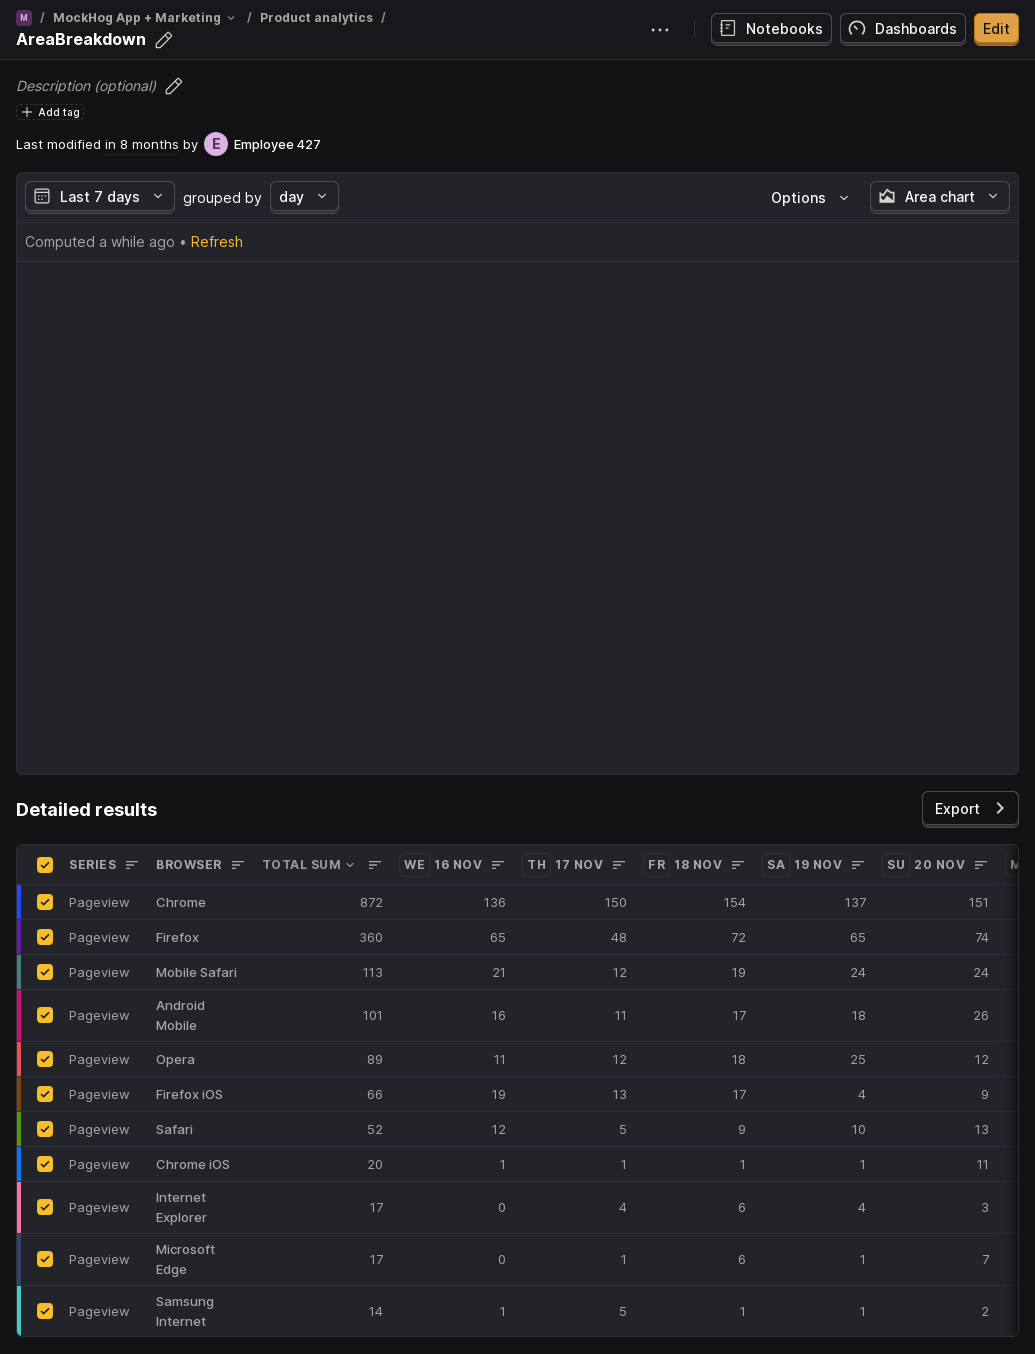 M / MockHog App + Marketing / Product analytics /
AreaBreakdown
Notebooks Dashboards Edit
Description (optional)
Add tag
Last modified in 8 months by E Employee 427
Last 7 days grouped by day Options Area chart
Computed a while ago • Refresh
Detailed results Export
SERIES BROWSER TOTAL SUM WE 16 NOV TH 17 NOV FR 18 NOV SA 19 NOV SU 20 NOV
Pageview Chrome 872 136 150 154 137 151
Pageview Firefox 360 65 48 72 65 74
Pageview Mobile Safari 113 21 12 19 24 24
Pageview Android Mobile 101 16 11 17 18 26
Pageview Opera 89 11 12 18 25 12
Pageview Firefox iOS 66 19 13 17 4 9
Pageview Safari 52 12 5 9 10 13
Pageview Chrome iOS 20 1 1 1 1 11
Pageview Internet Explorer 17 0 4 6 4 3
Pageview Microsoft Edge 17 0 1 6 1 7
Pageview Samsung Internet 14 1 5 1 1 2